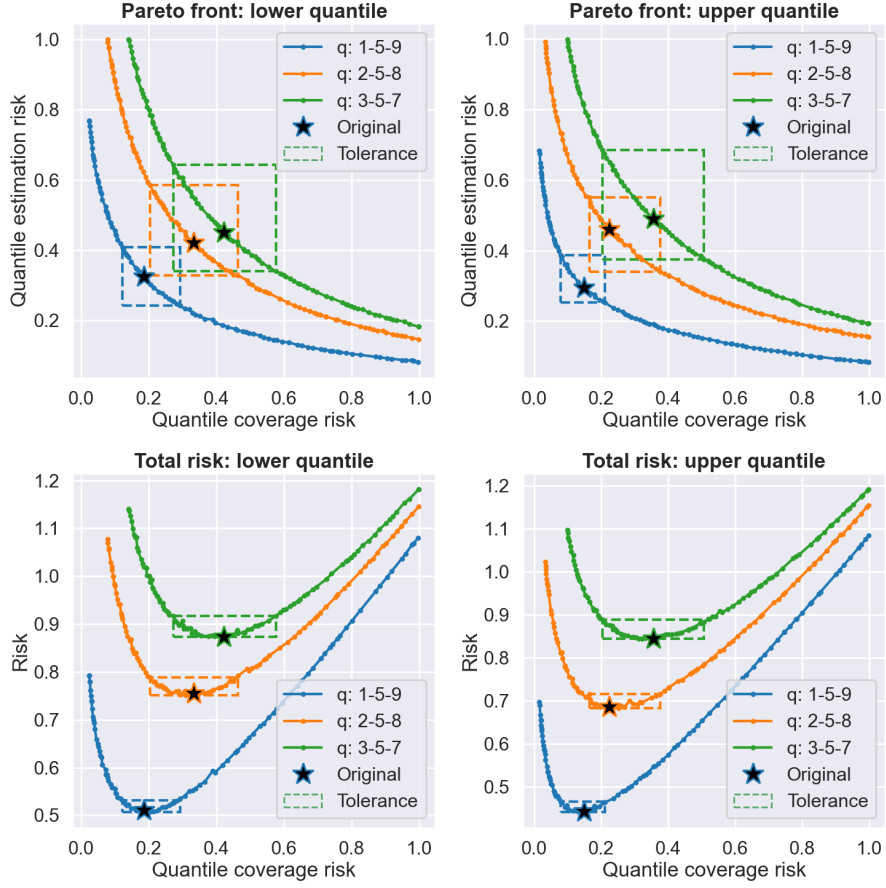 Pareto front: lower quantile
Quantile estimation risk
1.0
0.8
0.6
0.4
0.2
q: 1-5-9
q: 2-5-8
q: 3-5-7
Original
Tolerance
0.0 0.2 0.4 0.6 0.8 1.0
Quantile coverage risk
Pareto front: upper quantile
Quantile estimation risk
1.0
0.8
0.6
0.4
0.2
q: 1-5-9
q: 2-5-8
q: 3-5-7
Original
Tolerance
0.0 0.2 0.4 0.6 0.8 1.0
Quantile coverage risk
Total risk: lower quantile
Risk
1.2
1.1
1.0
0.9
0.8
0.7
0.6
0.5
q: 1-5-9
q: 2-5-8
q: 3-5-7
Original
Tolerance
0.0 0.2 0.4 0.6 0.8 1.0
Quantile coverage risk
Total risk: upper quantile
Risk
1.2
1.1
1.0
0.9
0.8
0.7
0.6
0.5
q: 1-5-9
q: 2-5-8
q: 3-5-7
Original
Tolerance
0.0 0.2 0.4 0.6 0.8 1.0
Quantile coverage risk